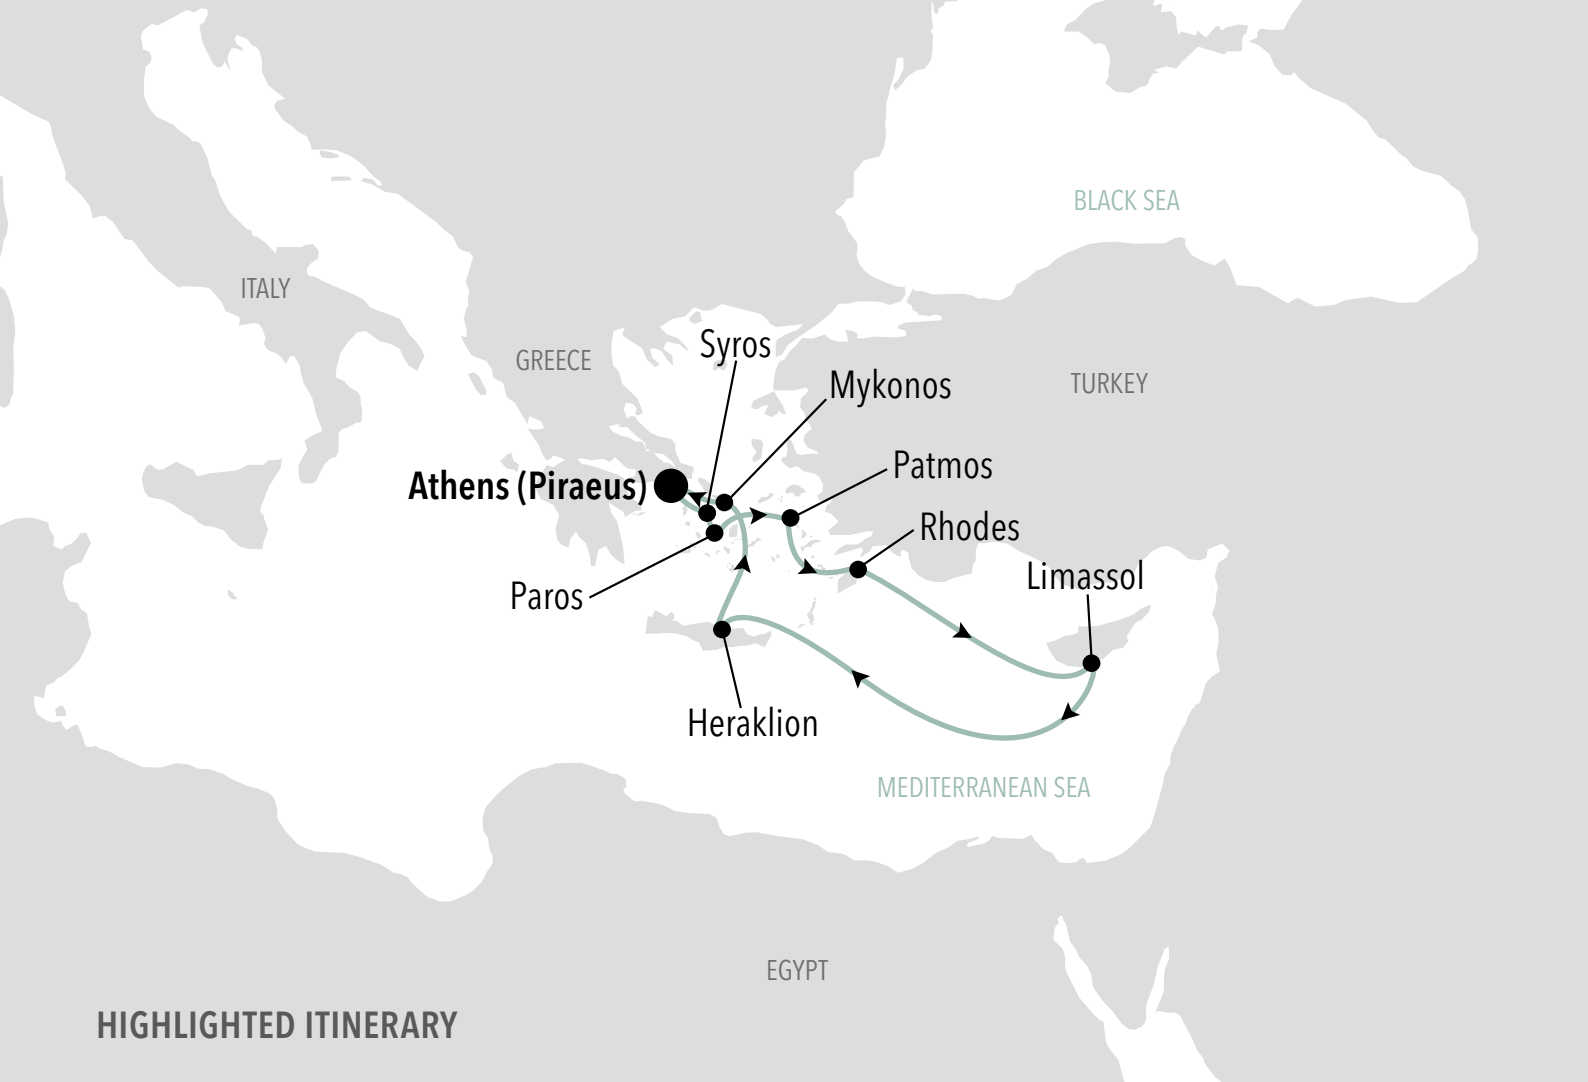 BLACK SEA
ITALY
Syros
GREECE
Mykonos
TURKEY
Patmos
Athens (Piraeus)
Rhodes
Limassol
Paros
Heraklion
MEDITERRANEAN SEA
EGYPT
HIGHLIGHTED ITINERARY